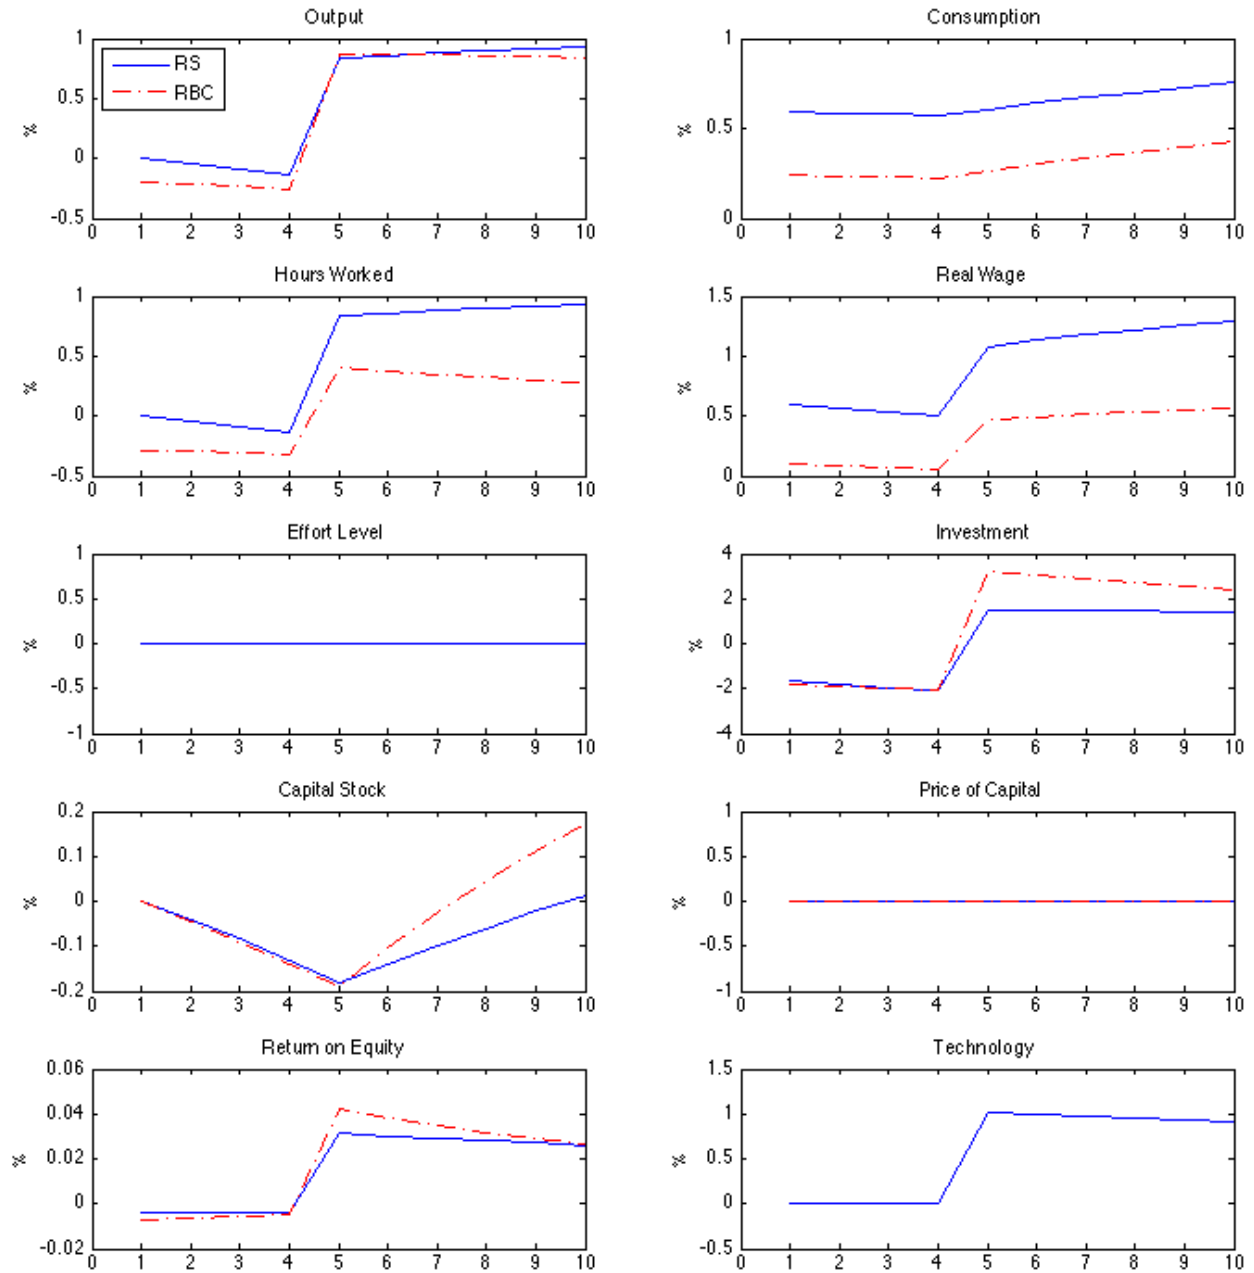 Output
1
0.5
0
-0.5
%
RS
RBC
0 1 2 3 4 5 6 7 8 9 10
Consumption
1
0.5
0
%
0 1 2 3 4 5 6 7 8 9 10
Hours Worked
1
0.5
0
-0.5
%
0 1 2 3 4 5 6 7 8 9 10
Real Wage
1.5
1
0.5
0
%
0 1 2 3 4 5 6 7 8 9 10
Effort Level
1
0.5
0
-0.5
-1
%
0 1 2 3 4 5 6 7 8 9 10
Investment
4
2
0
-2
-4
%
0 1 2 3 4 5 6 7 8 9 10
Capital Stock
0.2
0.1
0
-0.1
-0.2
%
0 1 2 3 4 5 6 7 8 9 10
Price of Capital
1
0.5
0
-0.5
-1
%
0 1 2 3 4 5 6 7 8 9 10
Return on Equity
0.06
0.04
0.02
0
-0.02
%
0 1 2 3 4 5 6 7 8 9 10
Technology
1.5
1
0.5
0
-0.5
%
0 1 2 3 4 5 6 7 8 9 10